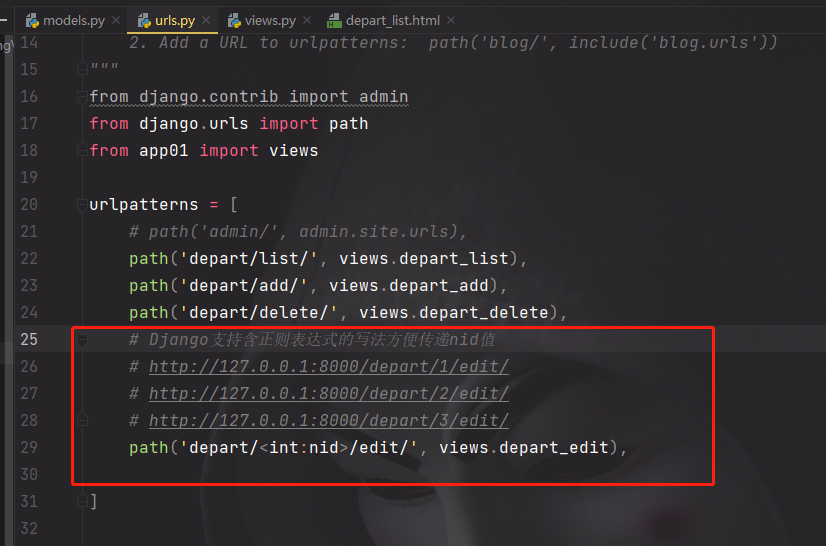 models.py urls.py views.py depart_list.html
14 2. Add a URL to urlpatterns:  path('blog/', include('blog.urls'))
15 """
16 from django.contrib import admin
17 from django.urls import path
18 from app01 import views
19
20 urlpatterns = [
21 # path('admin/', admin.site.urls),
22 path('depart/list/', views.depart_list),
23 path('depart/add/', views.depart_add),
24 path('depart/delete/', views.depart_delete),
25 # Django支持含正则表达式的写法方便传递nid值
26 # http://127.0.0.1:8000/depart/1/edit/
27 # http://127.0.0.1:8000/depart/2/edit/
28 # http://127.0.0.1:8000/depart/3/edit/
29 path('depart/<int:nid>/edit/', views.depart_edit),
30
31 ]
32